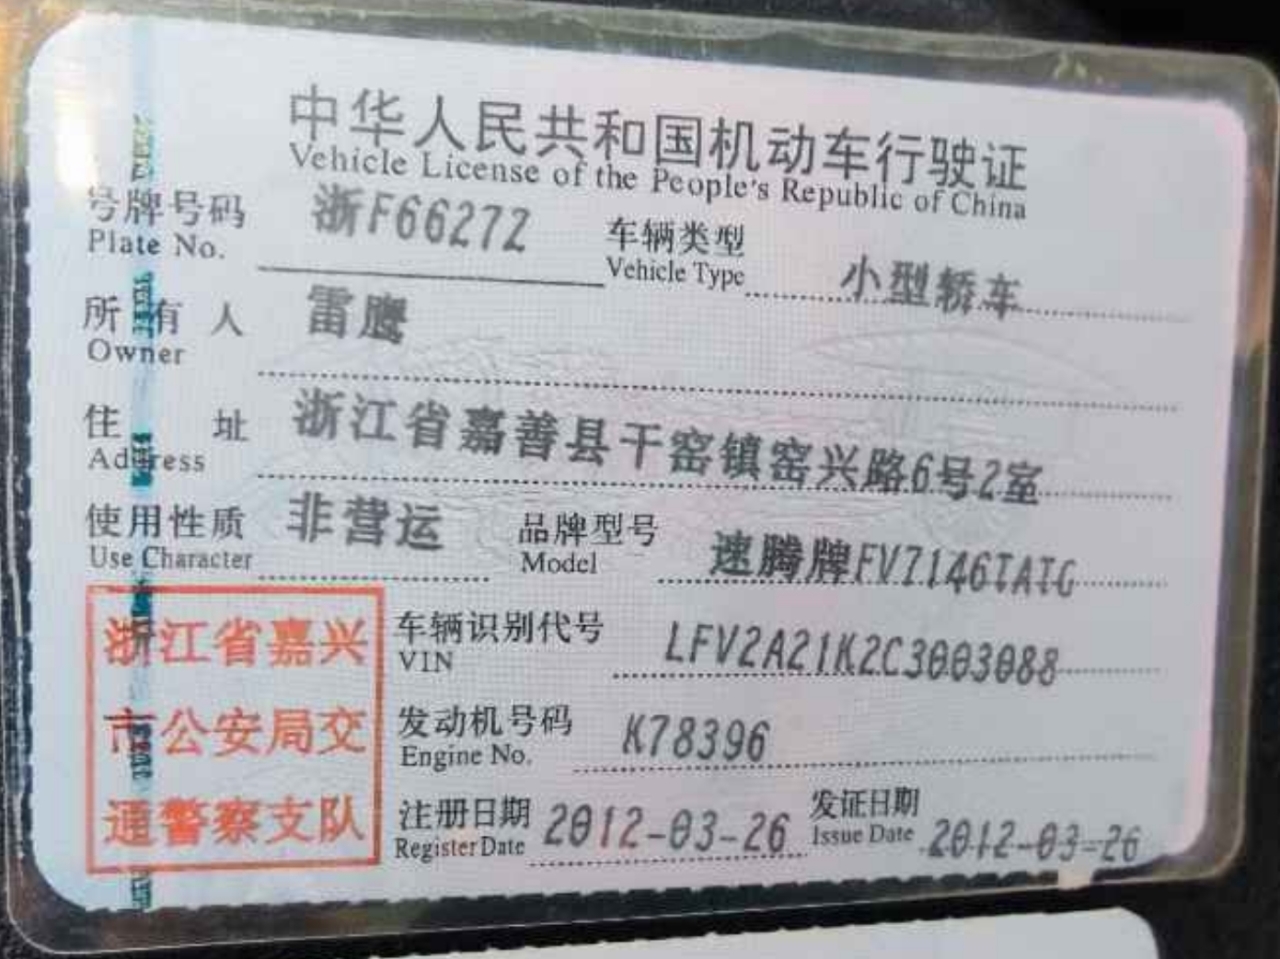 中华人民共和国机动车行驶证
Vehicle License of the People's Republic of China
号牌号码 浙F6627Z 车辆类型 小型轿车
Plate No. Vehicle Type
所有人 雷鹰
Owner
住址 浙江省嘉善县干窑镇窑兴路6号2室
Address
使用性质 非营运 品牌型号 速腾牌FV7146TATG
Use Character Model
浙江省嘉兴
市公安局交
通警察支队
车辆识别代号 LFV2A21K2C3003088
VIN
发动机号码 K78396
Engine No.
注册日期 2012-03-26 发证日期 2012-03-26
Register Date Issue Date